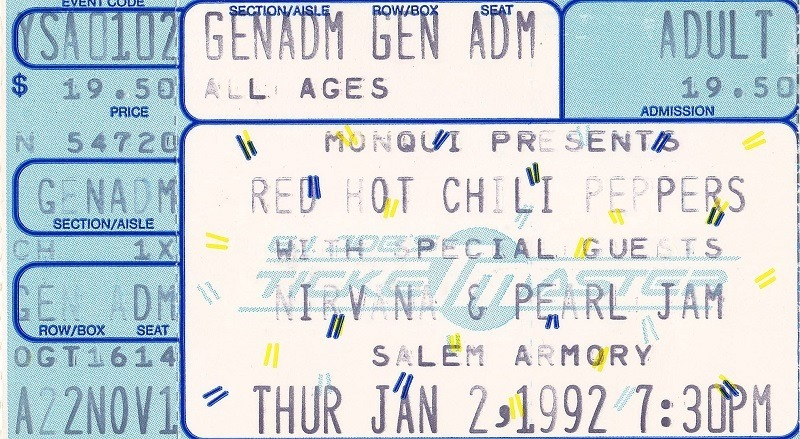 EVENT CODE
YSA0102
$ 19.50
PRICE
N 54720
GENADM
SECTION/AISLE
CH 1X
GEN ADM
ROW/BOX SEAT
OGT1614
A22NOV1
SECTION/AISLE ROW/BOX SEAT
GENADM GEN ADM
ALL AGES
ADULT
19.50
ADMISSION
MONQUI PRESENTS
RED HOT CHILI PEPPERS
WITH SPECIAL GUESTS
TICKETMASTER
NIRVANA & PEARL JAM
SALEM ARMORY
THUR JAN 2,1992 7:30PM